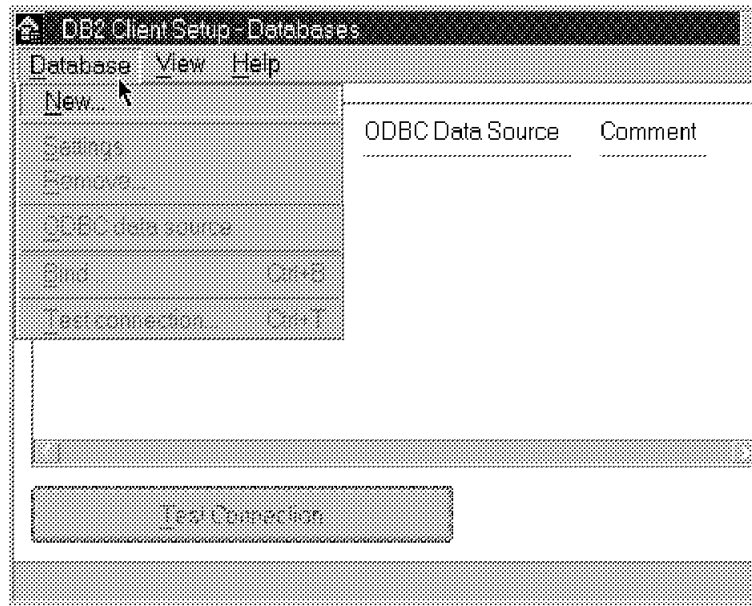 DB2 Client Setup - Databases
Database View Help
New...
ODBC Data Source Comment
Settings
Remove...
ODBC data source
Bind Ctrl+B
Test connection... Ctrl+T
Test Connection